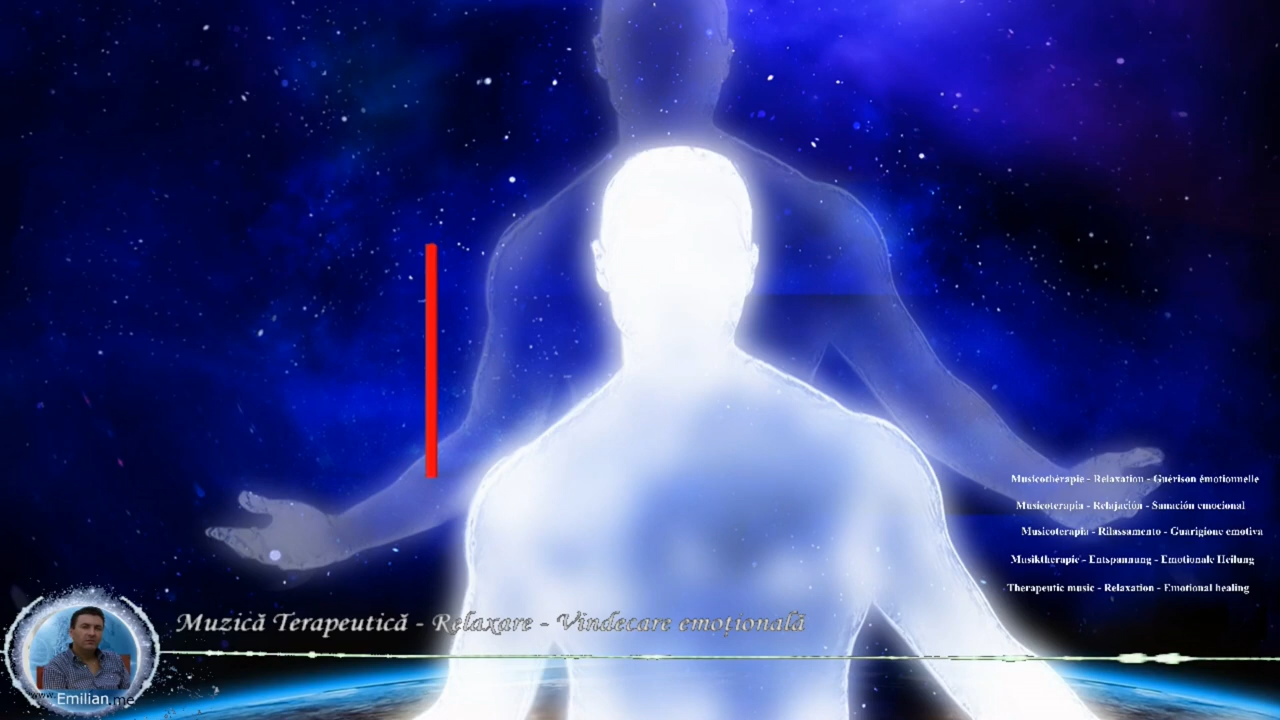 Musicothérapie - Relaxation - Guérison émotionnelle
Musicoterapia - Relajación - Sanación emocional
Musicoterapia - Rilassamento - Guarigione emotiva
Musiktherapie - Entspannung - Emotionale Heilung
Therapeutic music - Relaxation - Emotional healing
Muzică Terapeutică - Relaxare - Vindecare emoțională
www.Emilian.me